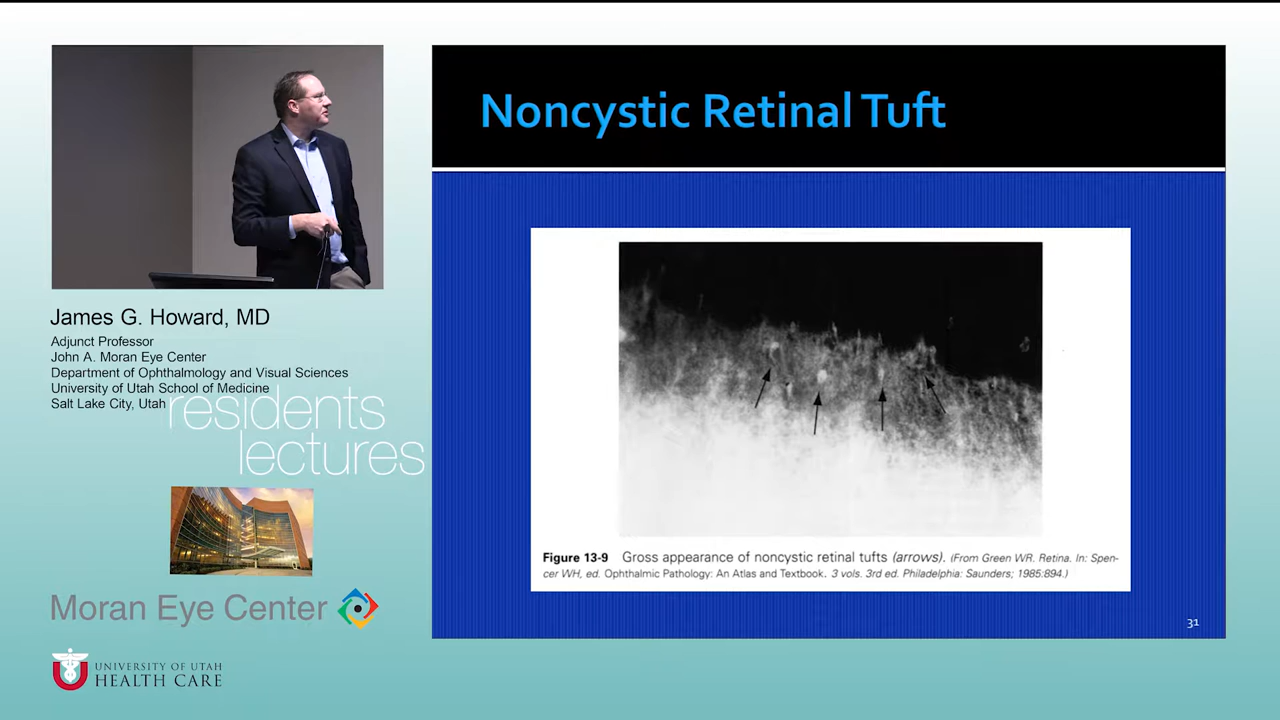 Noncystic Retinal Tuft
James G. Howard, MD
Adjunct Professor
John A. Moran Eye Center
Department of Ophthalmology and Visual Sciences
University of Utah School of Medicine
Salt Lake City, Utah
residents
lectures
Moran Eye Center
UNIVERSITY OF UTAH
HEALTH CARE
Figure 13-9 Gross appearance of noncystic retinal tufts (arrows). (From Green WR. Retina. In: Spen-
cer WH, ed. Ophthalmic Pathology: An Atlas and Textbook. 3 vols. 3rd ed. Philadelphia: Saunders; 1985:894.)
31